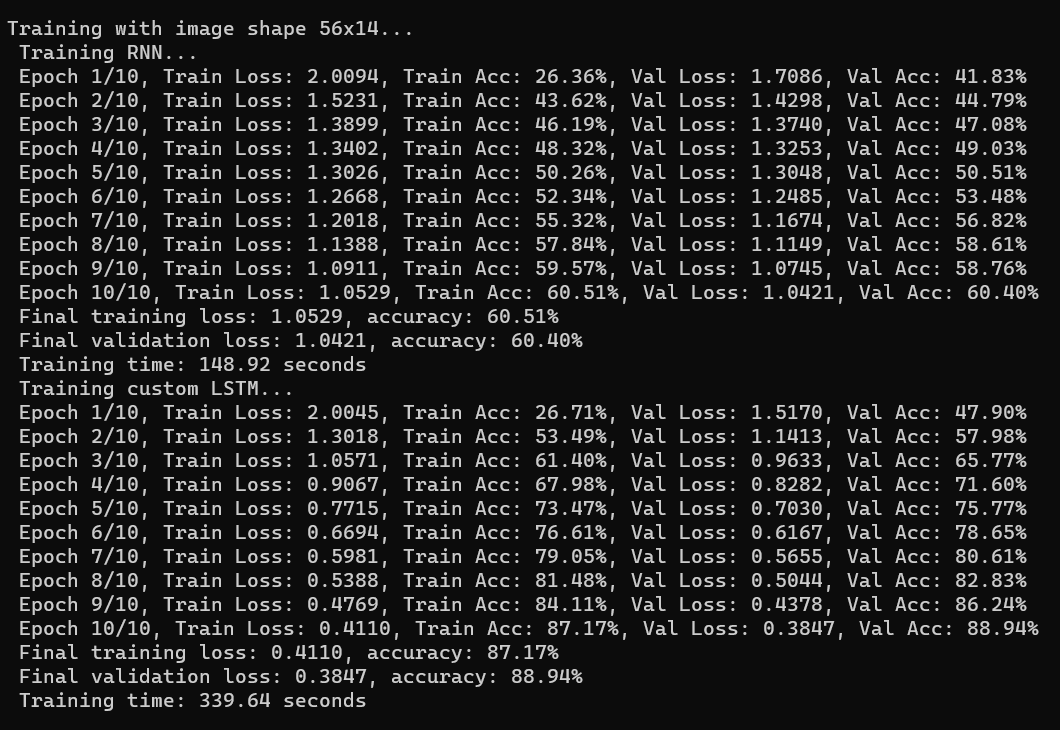 Training with image shape 56x14...
Training RNN...
Epoch 1/10, Train Loss: 2.0094, Train Acc: 26.36%, Val Loss: 1.7086, Val Acc: 41.83%
Epoch 2/10, Train Loss: 1.5231, Train Acc: 43.62%, Val Loss: 1.4298, Val Acc: 44.79%
Epoch 3/10, Train Loss: 1.3899, Train Acc: 46.19%, Val Loss: 1.3740, Val Acc: 47.08%
Epoch 4/10, Train Loss: 1.3402, Train Acc: 48.32%, Val Loss: 1.3253, Val Acc: 49.03%
Epoch 5/10, Train Loss: 1.3026, Train Acc: 50.26%, Val Loss: 1.3048, Val Acc: 50.51%
Epoch 6/10, Train Loss: 1.2668, Train Acc: 52.34%, Val Loss: 1.2485, Val Acc: 53.48%
Epoch 7/10, Train Loss: 1.2018, Train Acc: 55.32%, Val Loss: 1.1674, Val Acc: 56.82%
Epoch 8/10, Train Loss: 1.1388, Train Acc: 57.84%, Val Loss: 1.1149, Val Acc: 58.61%
Epoch 9/10, Train Loss: 1.0911, Train Acc: 59.57%, Val Loss: 1.0745, Val Acc: 58.76%
Epoch 10/10, Train Loss: 1.0529, Train Acc: 60.51%, Val Loss: 1.0421, Val Acc: 60.40%
Final training loss: 1.0529, accuracy: 60.51%
Final validation loss: 1.0421, accuracy: 60.40%
Training time: 148.92 seconds
Training custom LSTM...
Epoch 1/10, Train Loss: 2.0045, Train Acc: 26.71%, Val Loss: 1.5170, Val Acc: 47.90%
Epoch 2/10, Train Loss: 1.3018, Train Acc: 53.49%, Val Loss: 1.1413, Val Acc: 57.98%
Epoch 3/10, Train Loss: 1.0571, Train Acc: 61.40%, Val Loss: 0.9633, Val Acc: 65.77%
Epoch 4/10, Train Loss: 0.9067, Train Acc: 67.98%, Val Loss: 0.8282, Val Acc: 71.60%
Epoch 5/10, Train Loss: 0.7715, Train Acc: 73.47%, Val Loss: 0.7030, Val Acc: 75.77%
Epoch 6/10, Train Loss: 0.6694, Train Acc: 76.61%, Val Loss: 0.6167, Val Acc: 78.65%
Epoch 7/10, Train Loss: 0.5981, Train Acc: 79.05%, Val Loss: 0.5655, Val Acc: 80.61%
Epoch 8/10, Train Loss: 0.5388, Train Acc: 81.48%, Val Loss: 0.5044, Val Acc: 82.83%
Epoch 9/10, Train Loss: 0.4769, Train Acc: 84.11%, Val Loss: 0.4378, Val Acc: 86.24%
Epoch 10/10, Train Loss: 0.4110, Train Acc: 87.17%, Val Loss: 0.3847, Val Acc: 88.94%
Final training loss: 0.4110, accuracy: 87.17%
Final validation loss: 0.3847, accuracy: 88.94%
Training time: 339.64 seconds